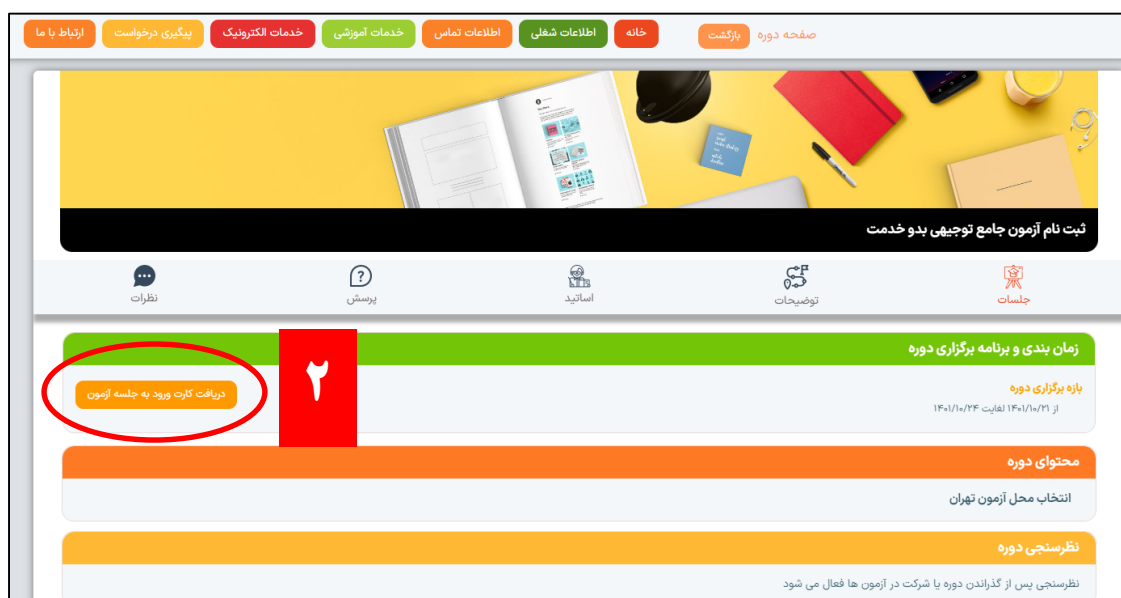 صفحه دوره
بازگشت
خانه
اطلاعات شغلی
اطلاعات تماس
خدمات آموزشی
خدمات الکترونیک
پیگیری درخواست
ارتباط با ما
ثبت نام آزمون جامع توجیهی بدو خدمت
جلسات
توضیحات
اساتید
پرسش
نظرات
زمان بندی و برنامه برگزاری دوره
بازه برگزاری دوره
از ۱۴۰۱/۱۰/۲۱ لغایت ۱۴۰۱/۱۰/۲۴
۲
دریافت کارت ورود به جلسه آزمون
محتوای دوره
انتخاب محل آزمون تهران
نظرسنجی دوره
نظرسنجی پس از گذراندن دوره یا شرکت در آزمون ها فعال می شود